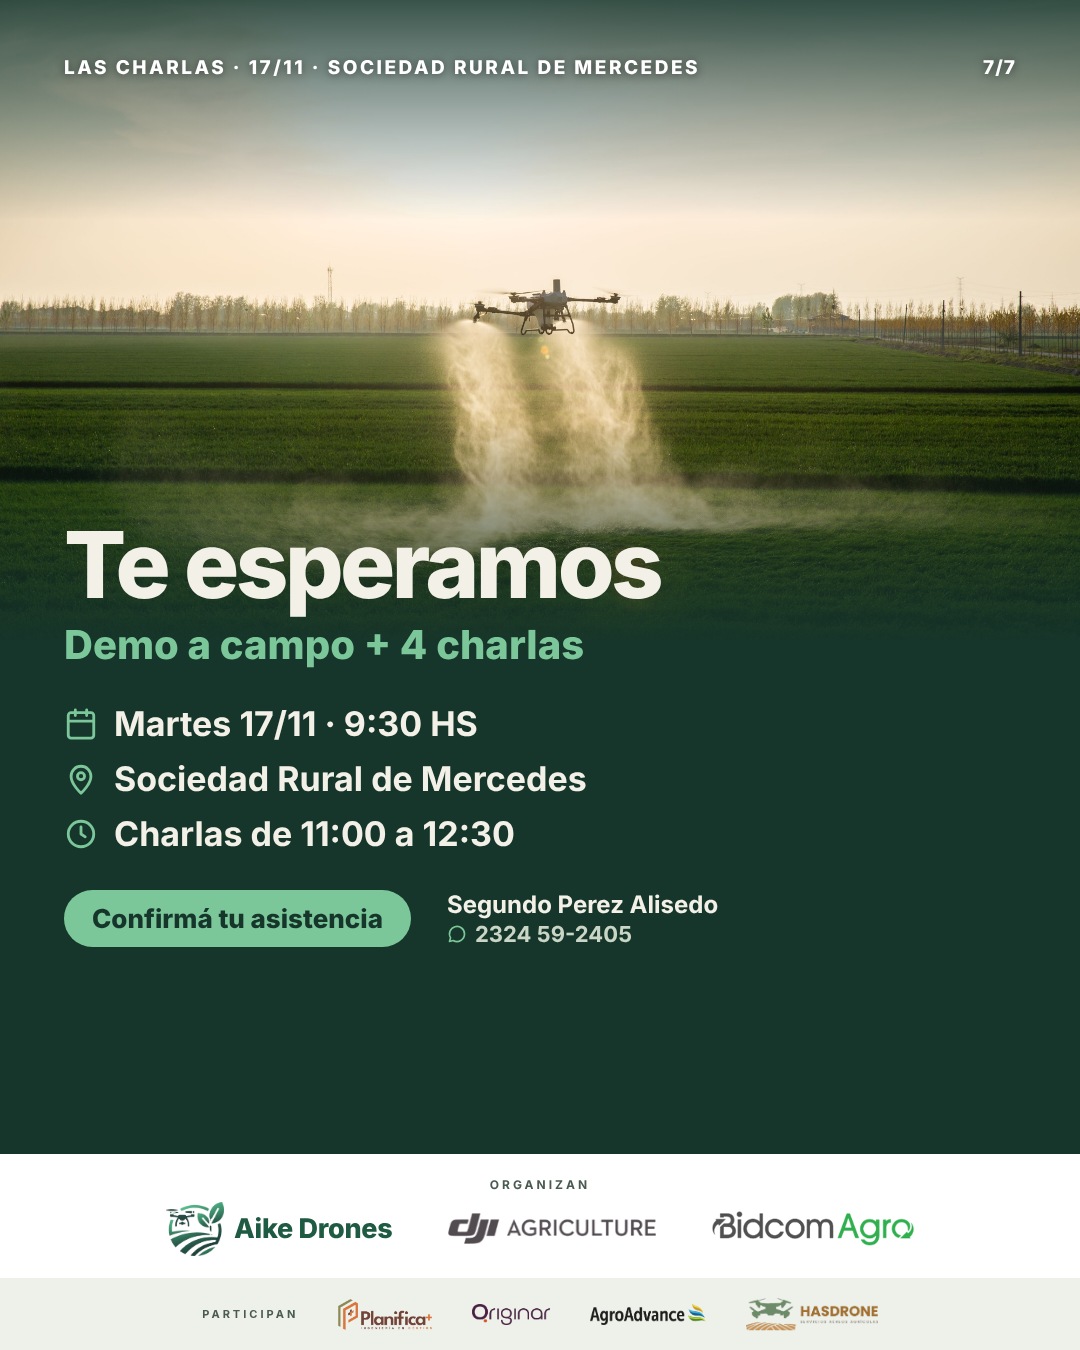 LAS CHARLAS · 17/11 · SOCIEDAD RURAL DE MERCEDES
7/7
Te esperamos
Demo a campo + 4 charlas
Martes 17/11 · 9:30 HS
Sociedad Rural de Mercedes
Charlas de 11:00 a 12:30
Confirmá tu asistencia
Segundo Perez Alisedo
2324 59-2405
ORGANIZAN
Aike Drones
dji AGRICULTURE
Bidcom Agro
PARTICIPAN
Planifica+
Originar
AgroAdvance
HASDRONE